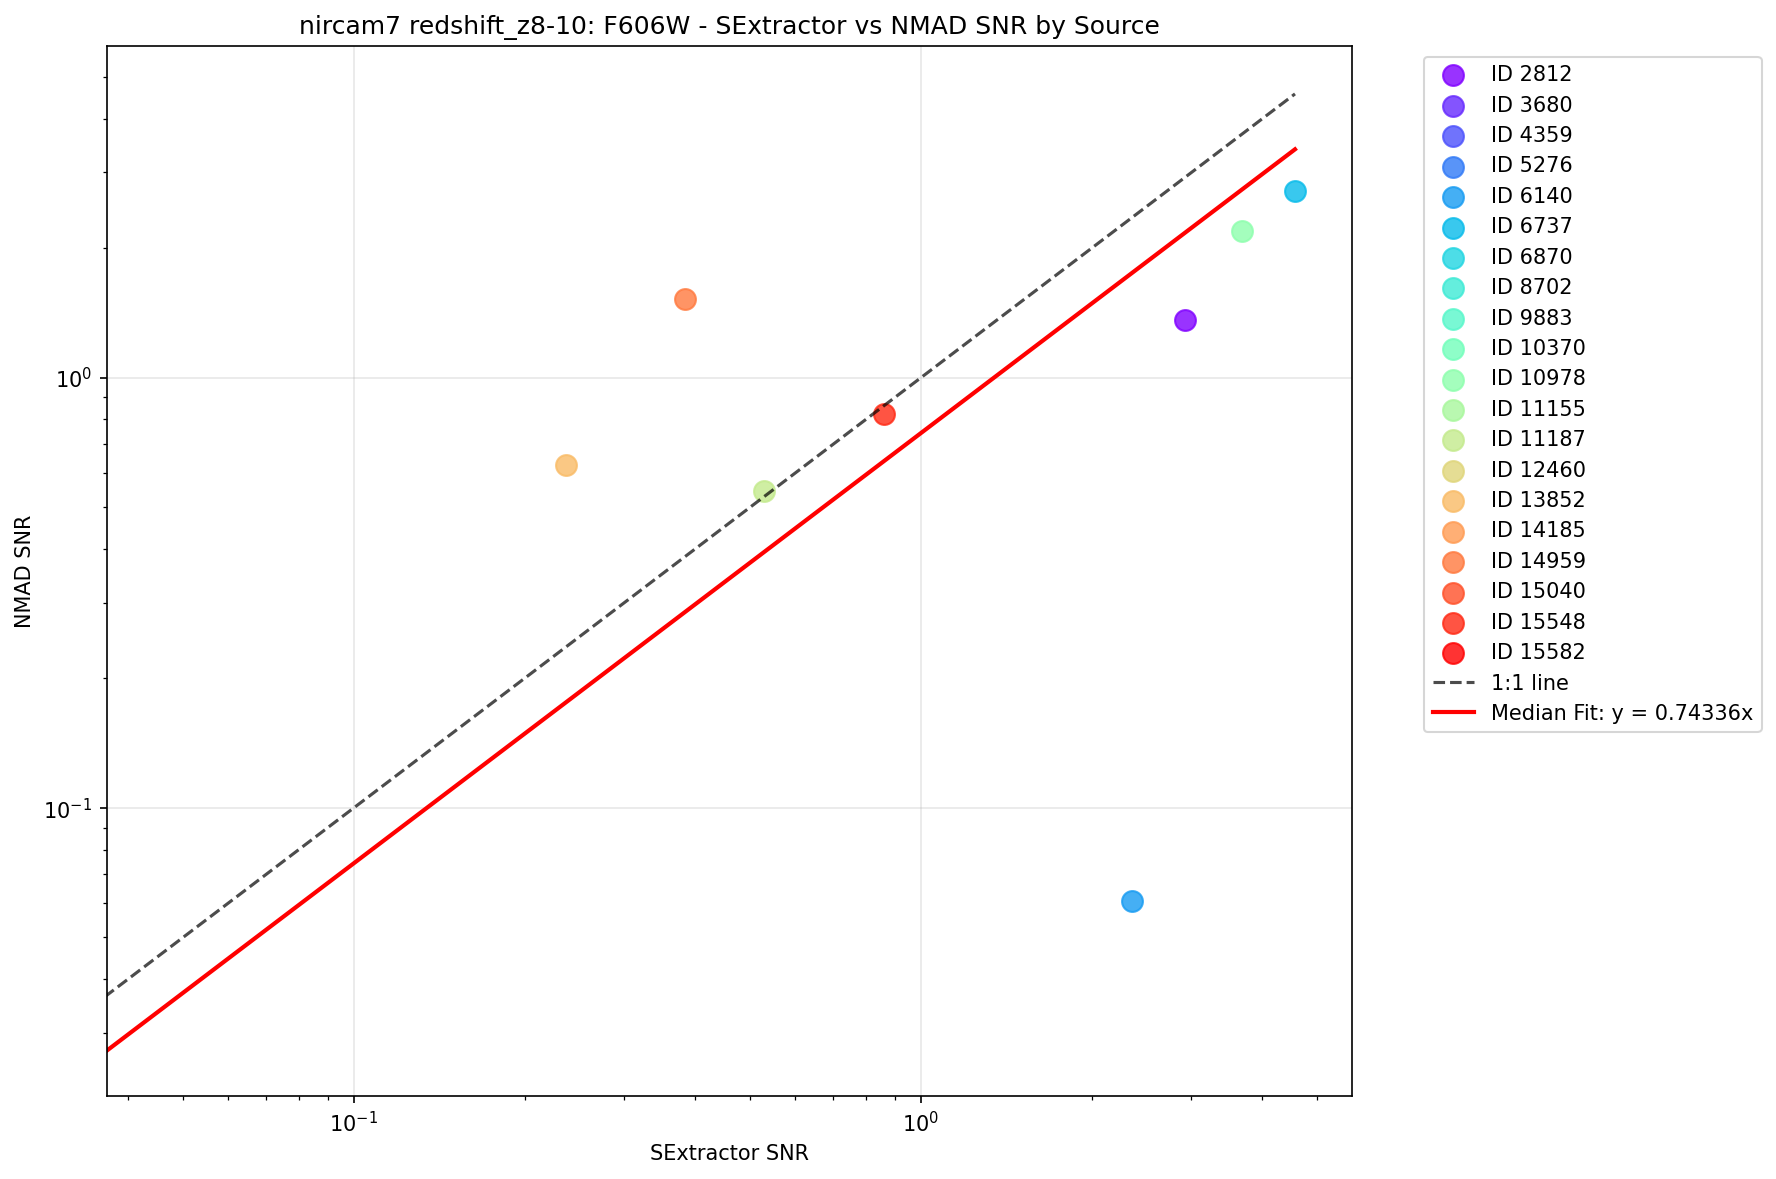 nircam7 redshift_z8-10: F606W - SExtractor vs NMAD SNR by Source
NMAD SNR
10⁰
10⁻¹
10⁻¹
10⁰
SExtractor SNR
ID 2812
ID 3680
ID 4359
ID 5276
ID 6140
ID 6737
ID 6870
ID 8702
ID 9883
ID 10370
ID 10978
ID 11155
ID 11187
ID 12460
ID 13852
ID 14185
ID 14959
ID 15040
ID 15548
ID 15582
1:1 line
Median Fit: y = 0.74336x